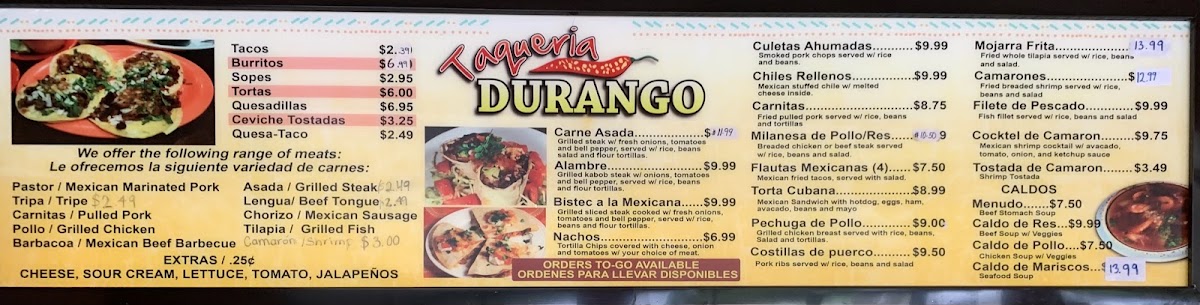 Tacos $2.39
Burritos $6.99
Sopes $2.95
Tortas $6.00
Quesadillas $6.95
Ceviche Tostadas $3.25
Quesa-Taco $2.49
We offer the following range of meats:
Le ofrecemos la siguiente variedad de carnes:
Pastor / Mexican Marinated Pork
Tripa / Tripe $2.49
Carnitas / Pulled Pork
Pollo / Grilled Chicken
Barbacoa / Mexican Beef Barbecue
Asada / Grilled Steak $2.49
Lengua/ Beef Tongue 2.49
Chorizo / Mexican Sausage
Tilapia / Grilled Fish
Camaron / Shrimp $3.00
EXTRAS / .25¢
CHEESE, SOUR CREAM, LETTUCE, TOMATO, JALAPEÑOS
Taqueria
DURANGO
Carne Asada....................$11.99
Grilled steak w/ fresh onions, tomatoes
and bell pepper, served w/ rice, beans
salad and flour tortillas.
Alambre..........................$9.99
Grilled kabob steak w/ onions, tomatoes
and bell pepper, served w/ rice, beans
and flour tortillas.
Bistec a la Mexicana......$9.99
Grilled sliced steak cooked w/ fresh onions,
tomatoes and bell pepper, served w/ rice,
beans and flour tortillas.
Nachos...........................$6.99
Tortilla Chips covered w/ cheese, onion
and tomatoes w/ your choice of meat.
ORDERS TO-GO AVAILABLE
ORDENES PARA LLEVAR DISPONIBLES
Culetas Ahumadas.........$9.99
Smoked pork chops served w/ rice
and beans.
Chiles Rellenos..............$9.99
Mexican stuffed chile w/ melted
cheese inside.
Carnitas..........................$8.75
Fried pulled pork served w/ rice, beans
and tortillas
Milanesa de Pollo/Res.....$10.50 9
Breaded chicken or beef steak served
w/ rice, beans and salad.
Flautas Mexicanas (4).....$7.50
Mexican fried tacos, served with salad.
Torta Cubana..................$8.99
Mexican Sandwich with hotdog, eggs, ham,
avocado, beans and mayo
Pechuga de Pollo............$9.00
Grilled chicken breast served with rice, beans,
Salad and tortillas.
Costillas de puerco.........$9.50
Pork ribs served w/ rice, beans and salad
Mojarra Frita................ 13.99
Fried whole tilapia served w/ rice, beans
and salad.
Camarones...................$12.99
Fried breaded shrimp served w/ rice,
beans and salad
Filete de Pescado.........$9.99
Fish fillet served w/ rice, beans and salad
Cocktel de Camaron.......$9.75
Mexican shrimp cocktail w/ avocado,
tomato, onion, and ketchup sauce
Tostada de Camaron......$3.49
Shrimp Tostada
CALDOS
Menudo.......$7.50
Beef Stomach Soup
Caldo de Res...$9.99
Beef Soup w/ Veggies
Caldo de Pollo....$7.50
Chicken Soup w/ Veggies
Caldo de Mariscos...$13.99
Seafood Soup